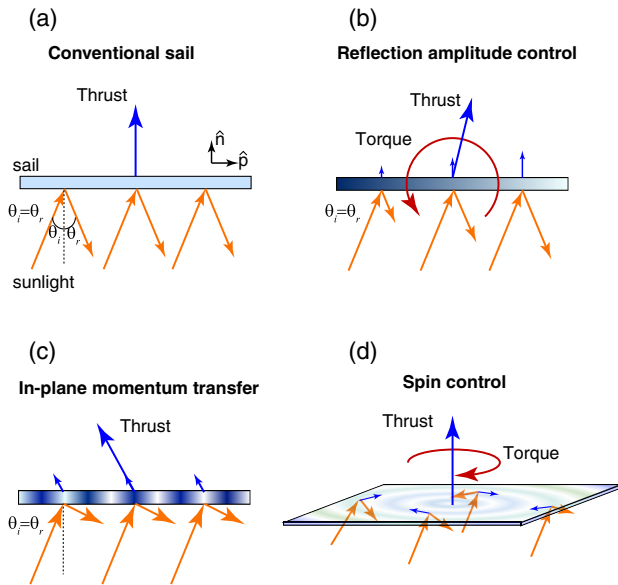 (a)
Conventional sail
Thrust
n̂
p̂
sail
θi=θr
θi
θr
sunlight
(b)
Reflection amplitude control
Thrust
Torque
θi=θr
(c)
In-plane momentum transfer
Thrust
θi=θr
(d)
Spin control
Thrust
Torque